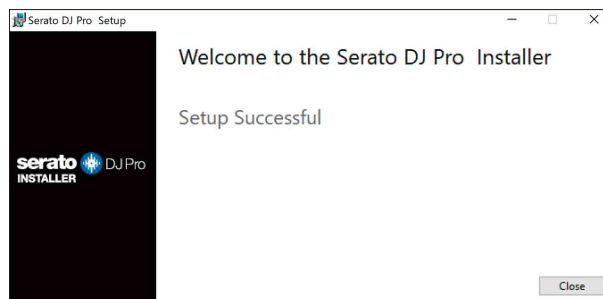 Serato DJ Pro  Setup
Welcome to the Serato DJ Pro  Installer
Setup Successful
serato DJ Pro
INSTALLER
Close